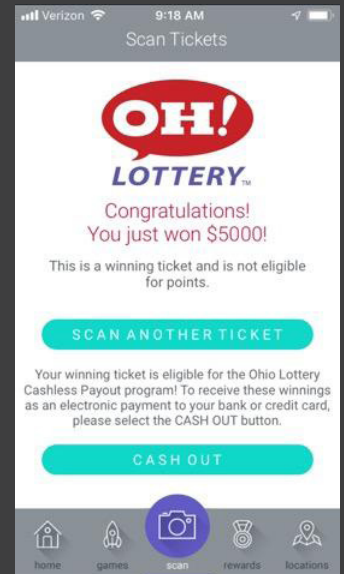 Verizon 9:18 AM
Scan Tickets
OH!
LOTTERY™
Congratulations!
You just won $5000!
This is a winning ticket and is not eligible
for points.
SCAN ANOTHER TICKET
Your winning ticket is eligible for the Ohio Lottery
Cashless Payout program! To receive these winnings
as an electronic payment to your bank or credit card,
please select the CASH OUT button.
CASH OUT
home games scan rewards locations